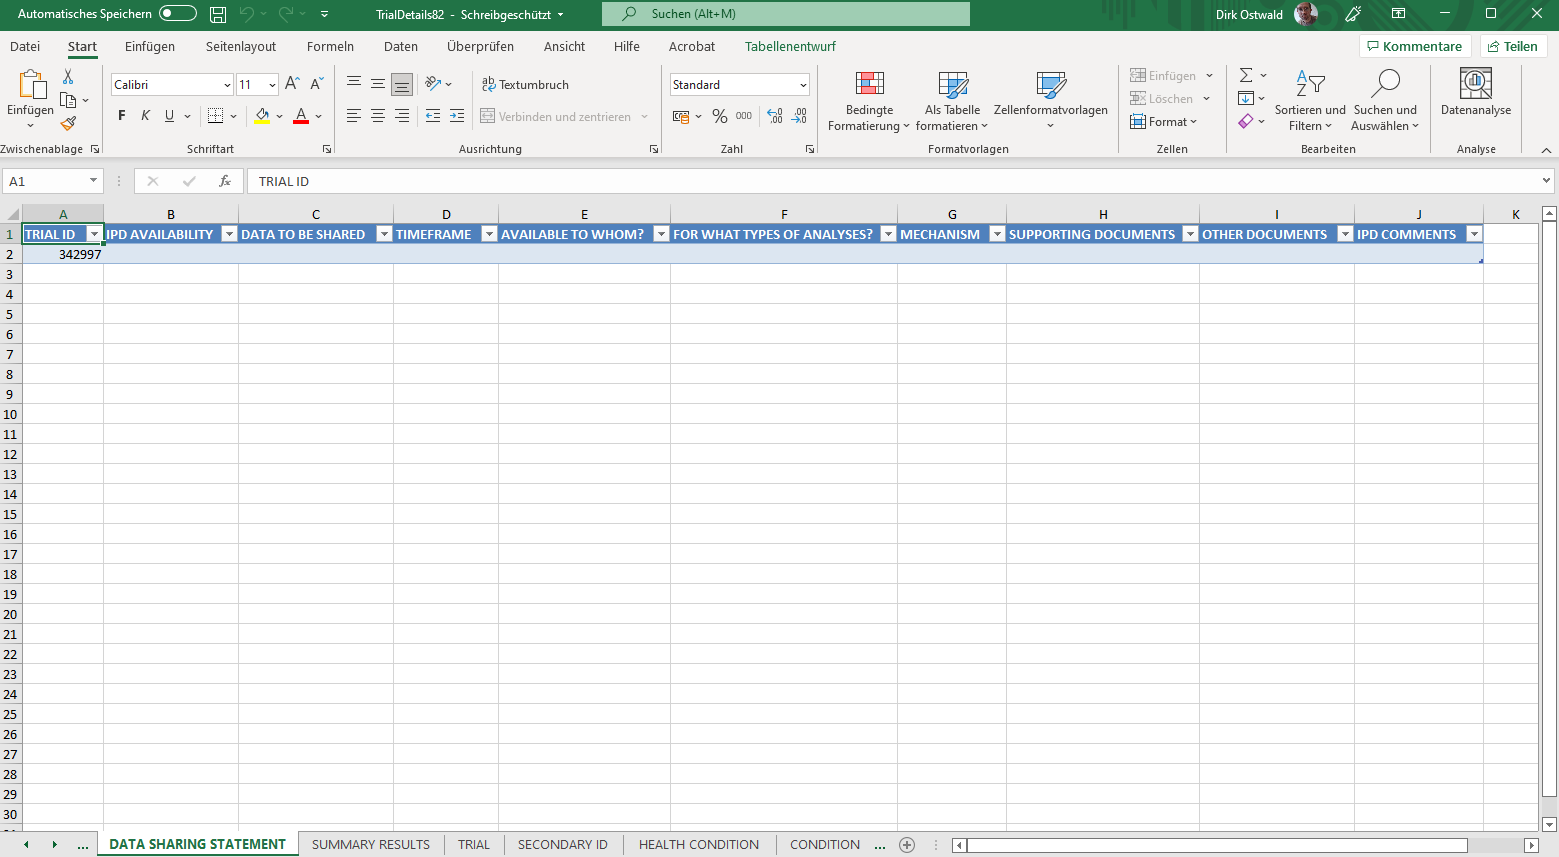 Automatisches Speichern TrialDetails82 - Schreibgeschützt Suchen (Alt+M) Dirk Ostwald
Datei Start Einfügen Seitenlayout Formeln Daten Überprüfen Ansicht Hilfe Acrobat Tabellenentwurf Kommentare Teilen
Einfügen
Zwischenablage
Calibri 11
F K U A
Schriftart
ab Textumbruch
Verbinden und zentrieren
Ausrichtung
Standard
% 000 ,00 ,00
Zahl
Bedingte Formatierung
Als Tabelle formatieren
Zellenformatvorlagen
Formatvorlagen
Einfügen
Löschen
Format
Zellen
Sortieren und Filtern
Suchen und Auswählen
Bearbeiten
Datenanalyse
Analyse
A1 fx TRIAL ID
A B C D E F G H I J K
1 TRIAL ID IPD AVAILABILITY DATA TO BE SHARED TIMEFRAME AVAILABLE TO WHOM? FOR WHAT TYPES OF ANALYSES? MECHANISM SUPPORTING DOCUMENTS OTHER DOCUMENTS IPD COMMENTS
2 342997
3
4
5
6
7
8
9
10
11
12
13
14
15
16
17
18
19
20
21
22
23
24
25
26
27
28
29
30
... DATA SHARING STATEMENT SUMMARY RESULTS TRIAL SECONDARY ID HEALTH CONDITION CONDITION ...